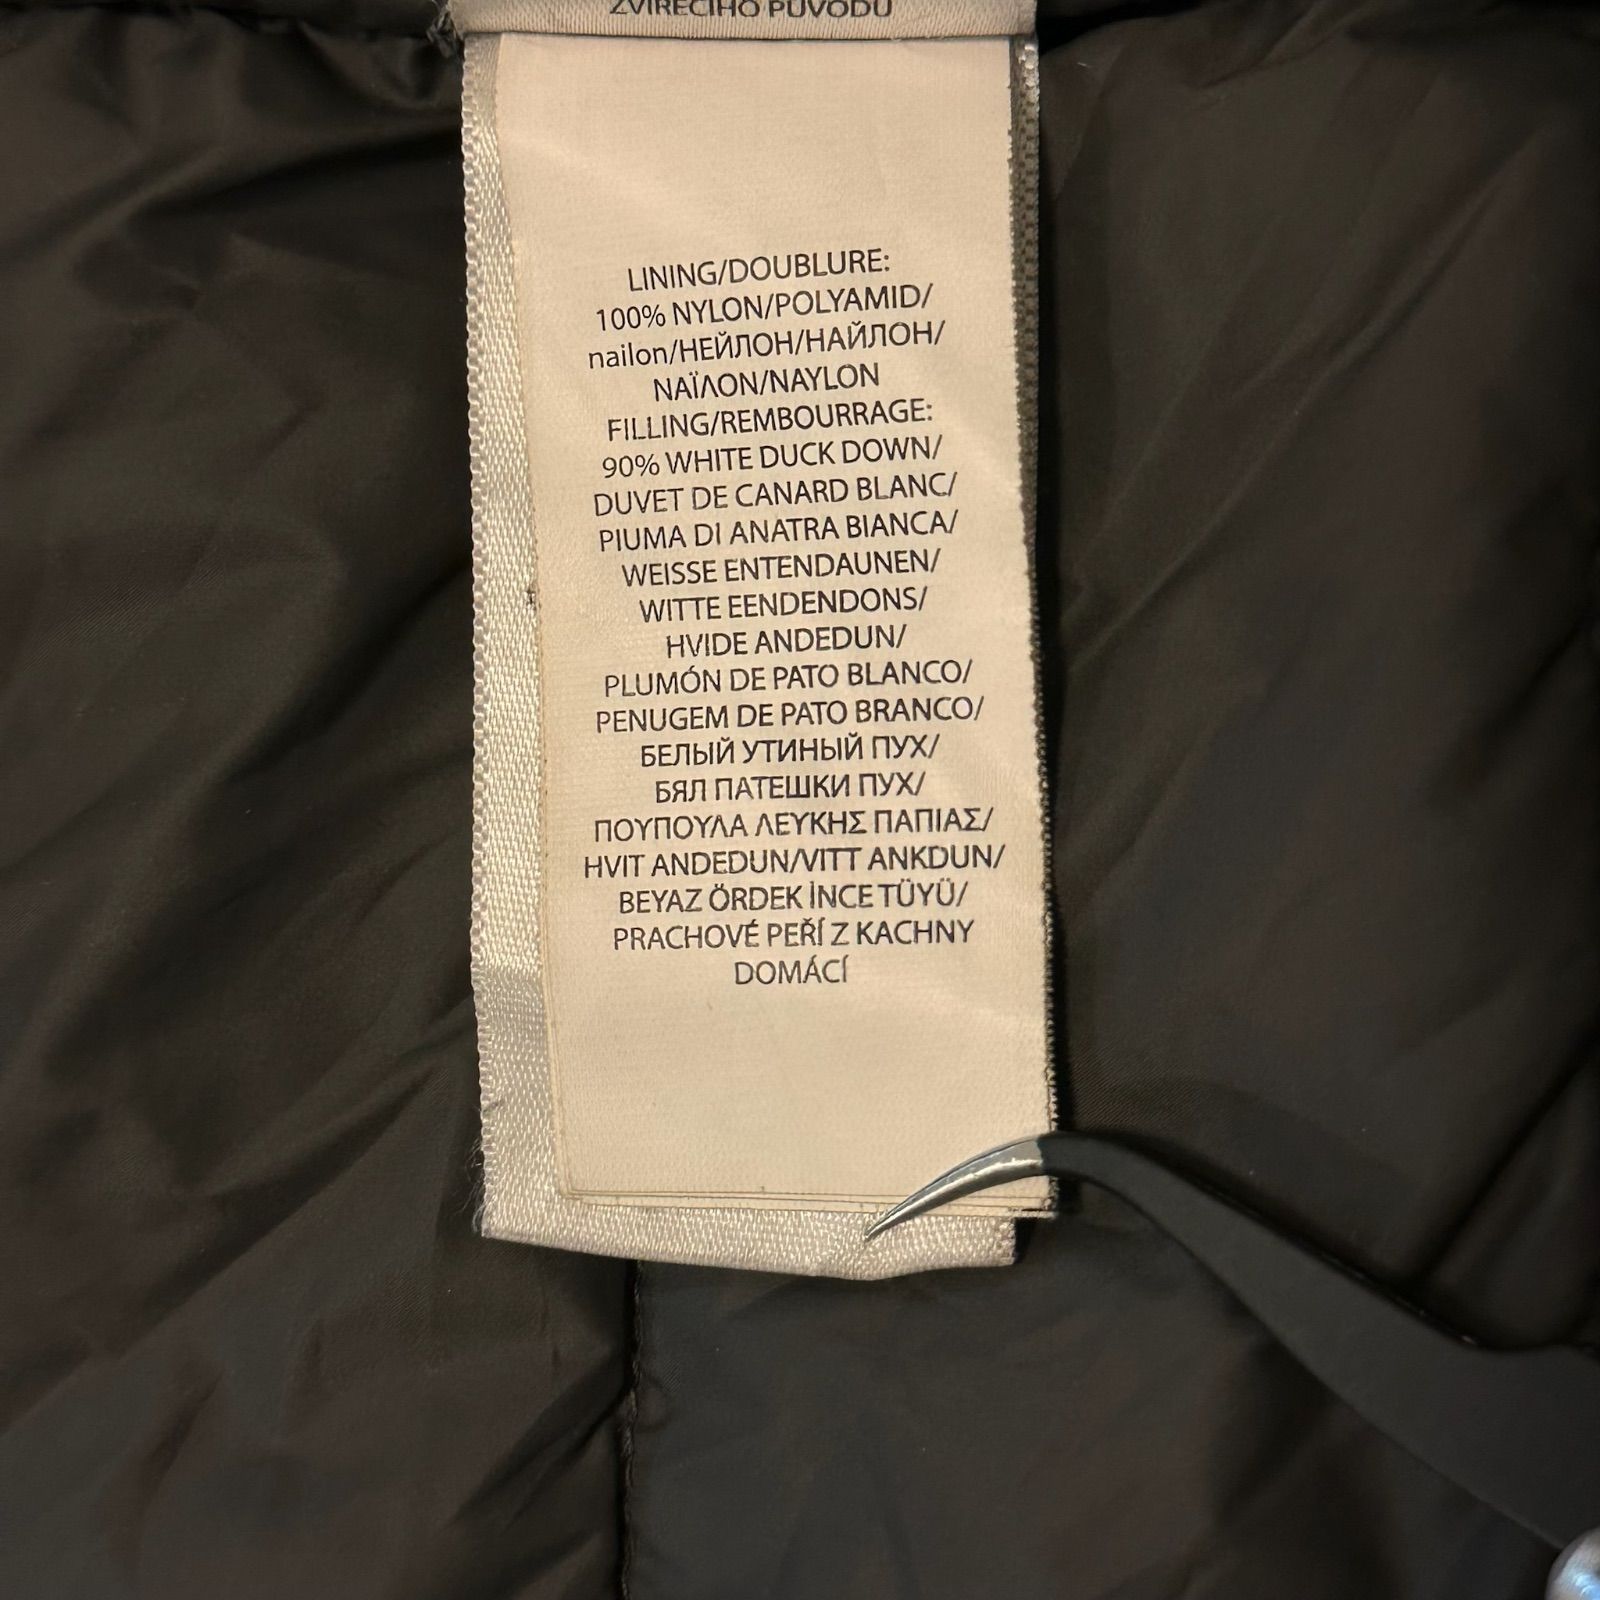 ZVÍŘECÍHO PŮVODU
LINING/DOUBLURE:
100% NYLON/POLYAMID/
nailon/НЕЙЛОН/НАЙЛОН/
ΝΑΪΛΟΝ/NAYLON
FILLING/REMBOURRAGE:
90% WHITE DUCK DOWN/
DUVET DE CANARD BLANC/
PIUMA DI ANATRA BIANCA/
WEISSE ENTENDAUNEN/
WITTE EENDENDONS/
HVIDE ANDEDUN/
PLUMÓN DE PATO BLANCO/
PENUGEM DE PATO BRANCO/
БЕЛЫЙ УТИНЫЙ ПУХ/
БЯЛ ПАТЕШКИ ПУХ/
ΠΟΥΠΟΥΛΑ ΛΕΥΚΗΣ ΠΑΠΙΑΣ/
HVIT ANDEDUN/VITT ANKDUN/
BEYAZ ÖRDEK İNCE TÜYÜ/
PRACHOVÉ PEŘÍ Z KACHNY
DOMÁCÍ